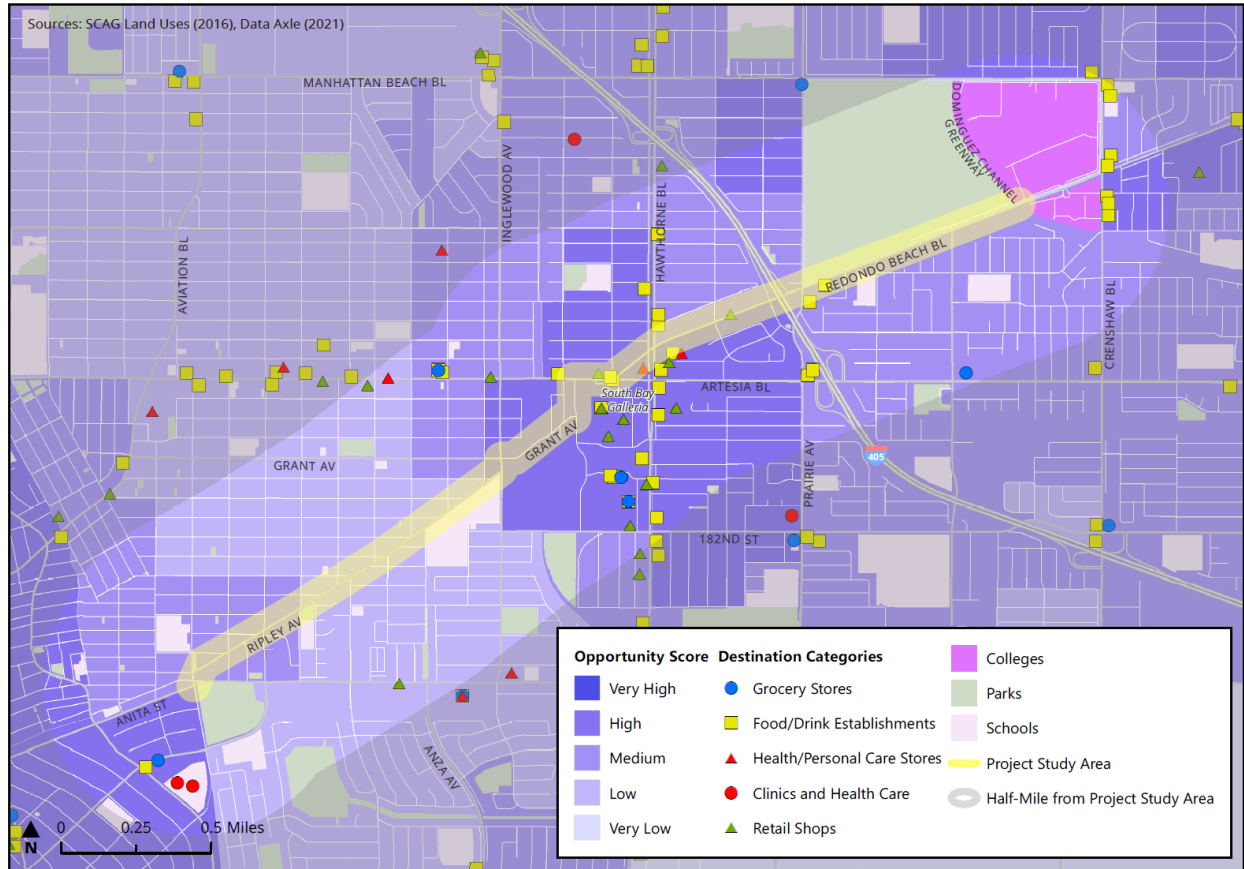 Sources: SCAG Land Uses (2016), Data Axle (2021)
MANHATTAN BEACH BL
DOMINGUEZ CHANNEL
GREENWAY
INGLEWOOD AV
HAWTHORNE BL
AVIATION BL
REDONDO BEACH BL
CRENSHAW BL
ARTESIA BL
South Bay
Galleria
GRANT AV
GRANT AV
405
PRAIRIE AV
182ND ST
RIPLEY AV
ANITA ST
ANZA AV
0 0.25 0.5 Miles
N
Opportunity Score
Very High
High
Medium
Low
Very Low
Destination Categories
Grocery Stores
Food/Drink Establishments
Health/Personal Care Stores
Clinics and Health Care
Retail Shops
Colleges
Parks
Schools
Project Study Area
Half-Mile from Project Study Area